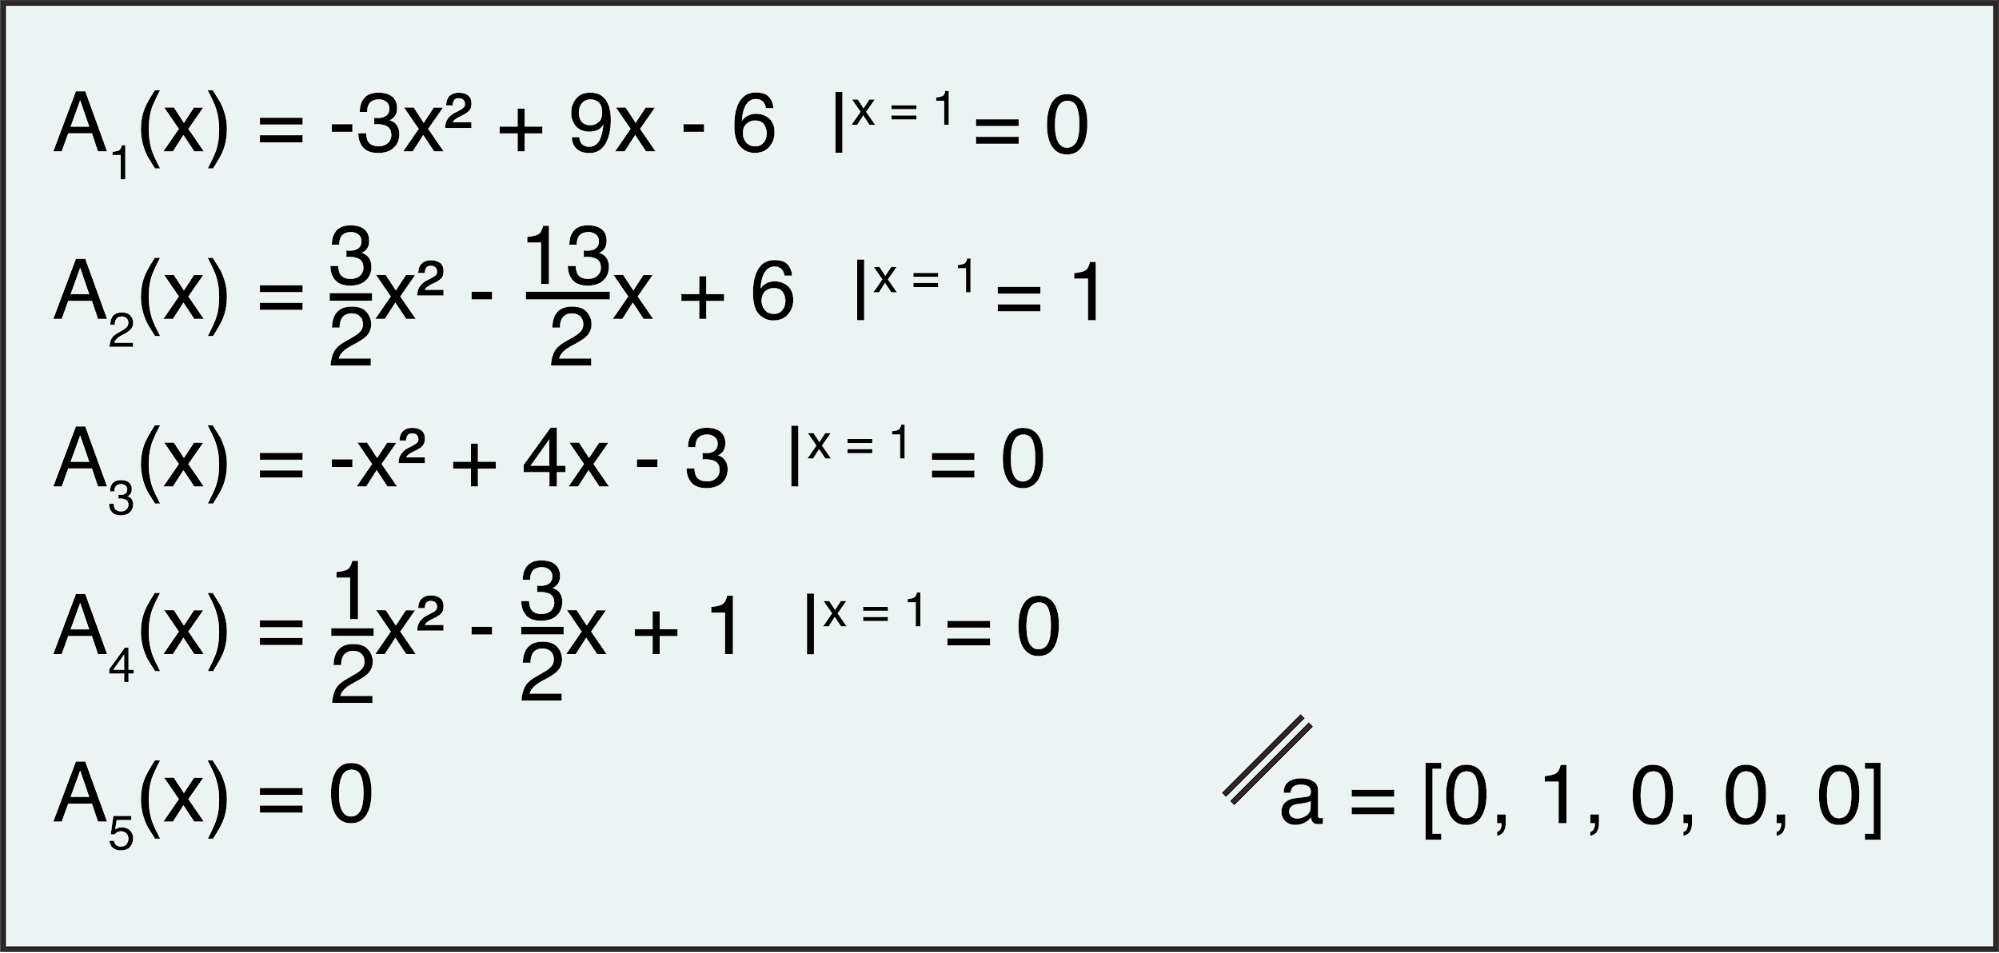 A₁(x) = -3x² + 9x - 6 |ˣ ⁼ ¹ = 0
A₂(x) = 3/2x² - 13/2x + 6 |ˣ ⁼ ¹ = 1
A₃(x) = -x² + 4x - 3 |ˣ ⁼ ¹ = 0
A₄(x) = 1/2x² - 3/2x + 1 |ˣ ⁼ ¹ = 0
A₅(x) = 0 // a = [0, 1, 0, 0, 0]